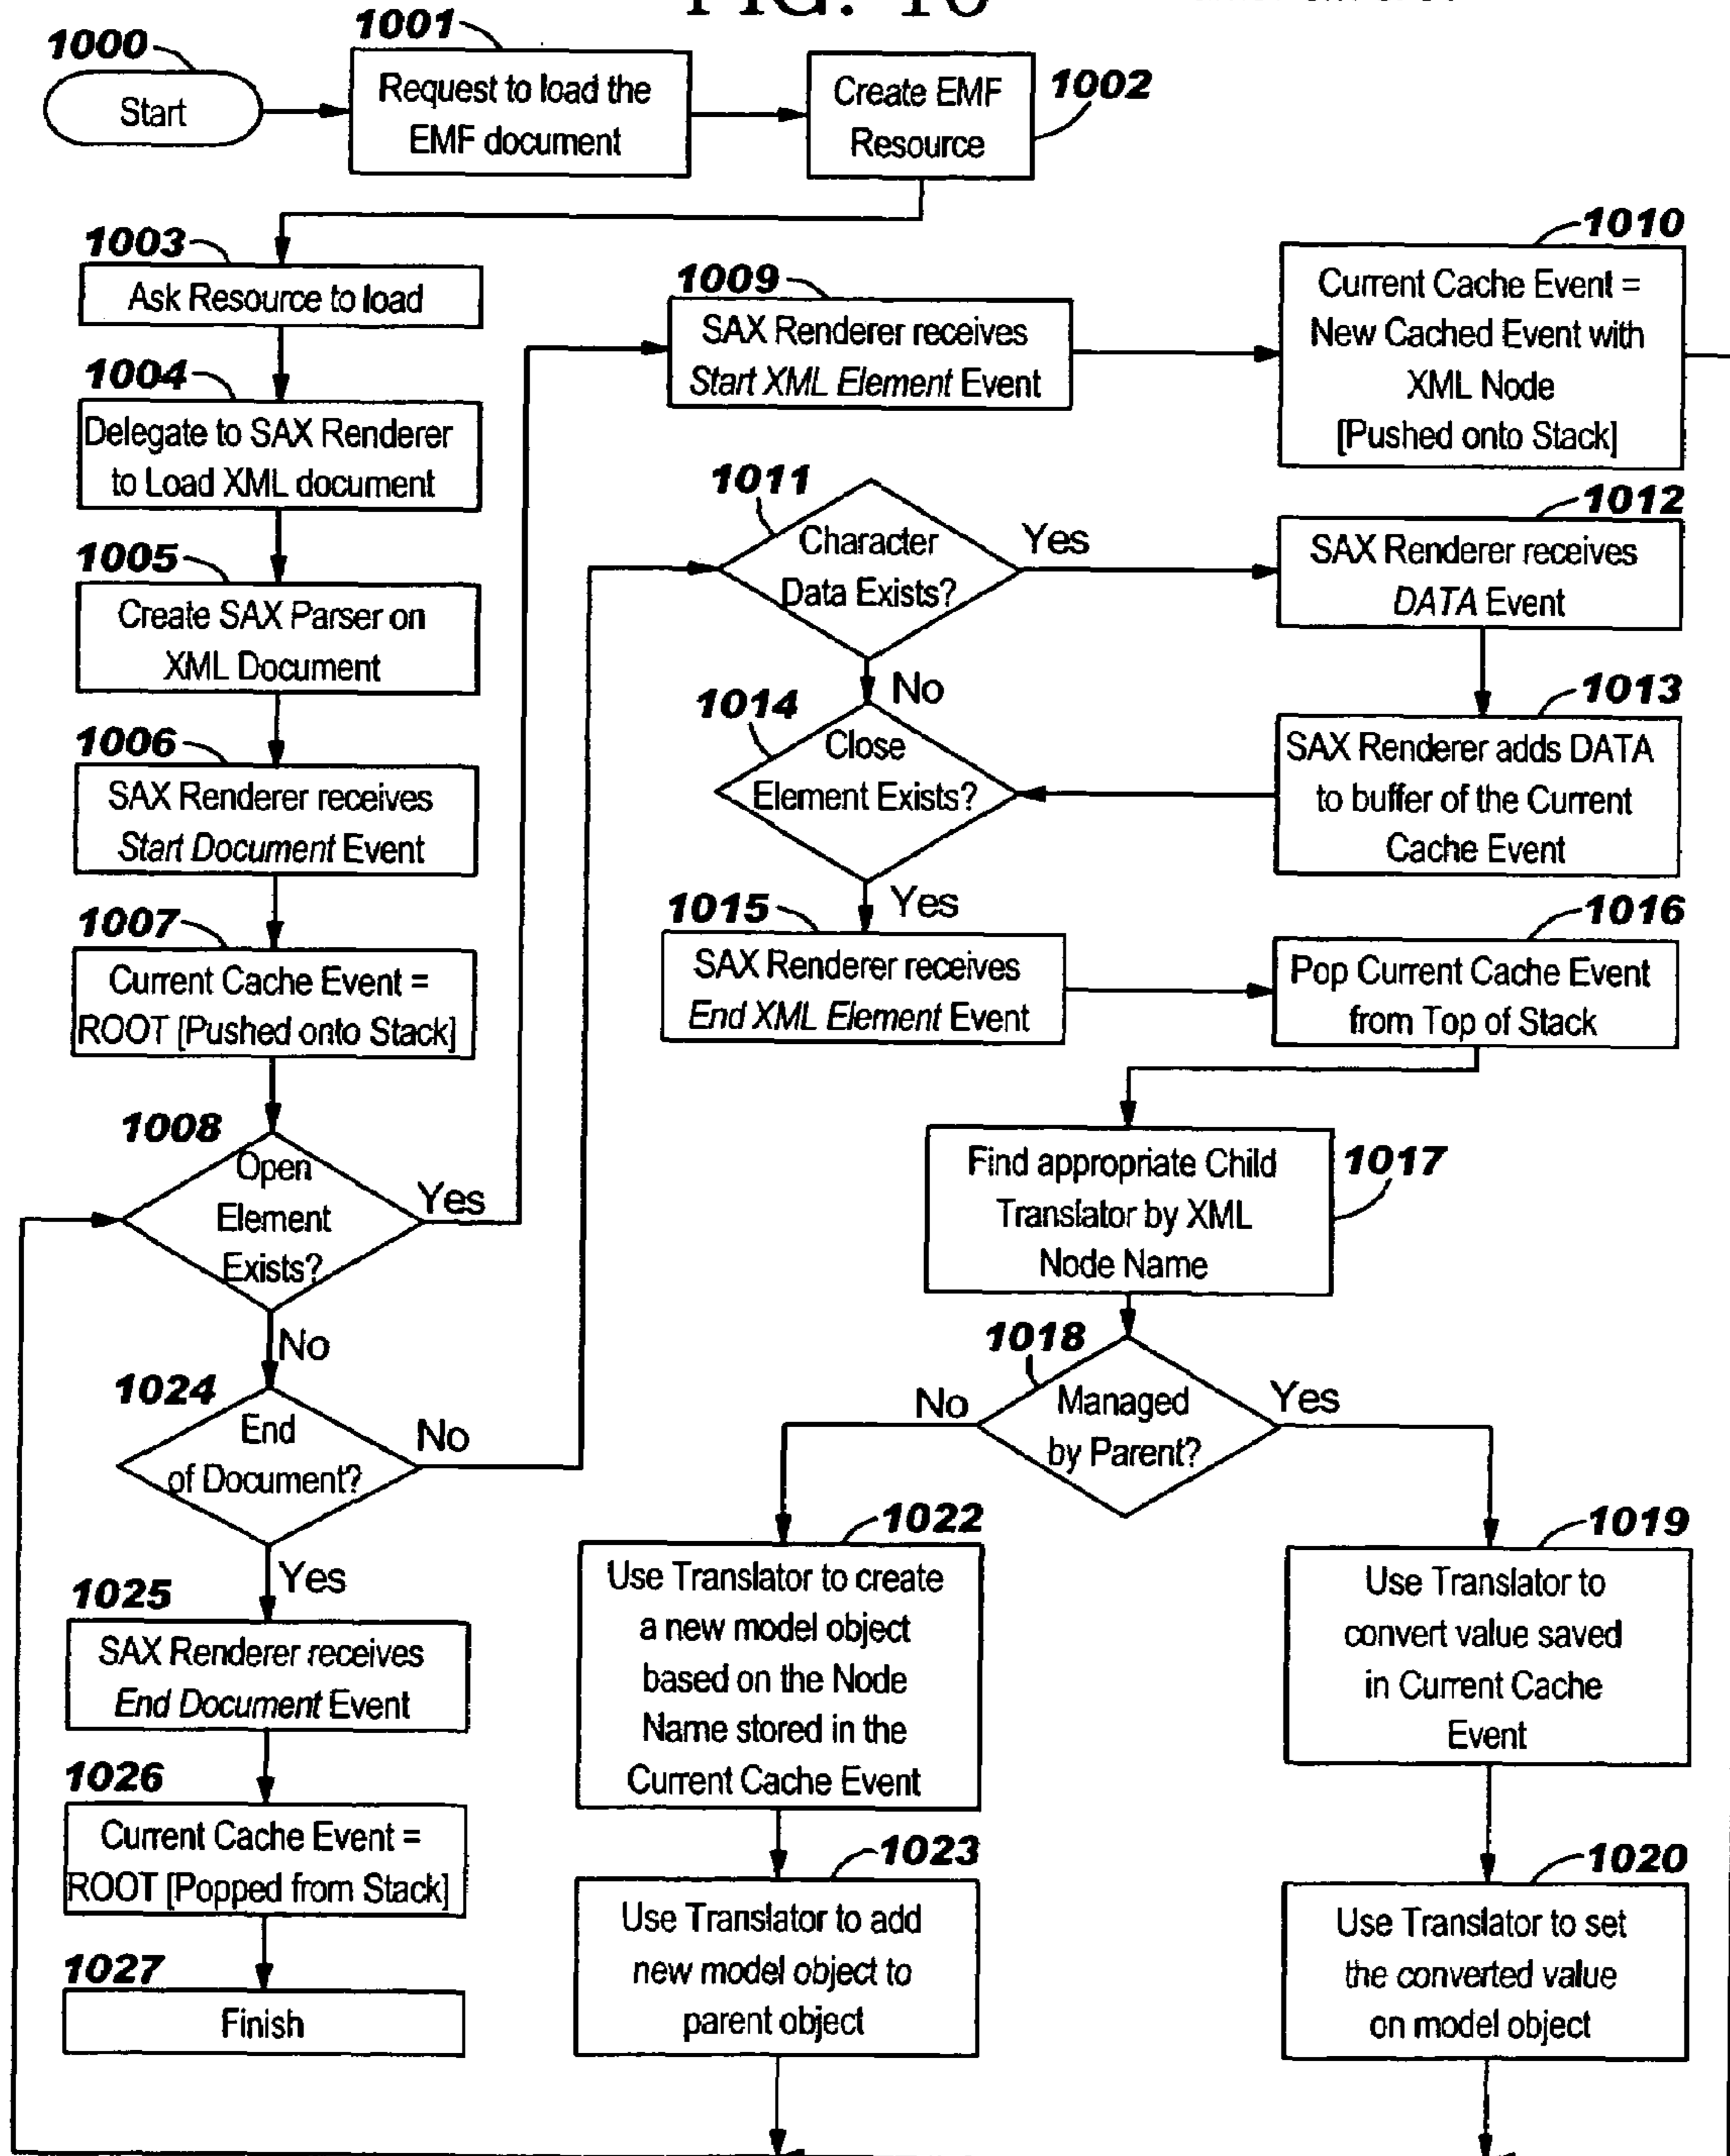 FIG. 10
1000
Start
1001
Request to load the
EMF document
Create EMF
Resource
1002
1003
Ask Resource to load
1004
Delegate to SAX Renderer
to Load XML document
1005
Create SAX Parser on
XML Document
1006
SAX Renderer receives
Start Document Event
1007
Current Cache Event =
ROOT [Pushed onto Stack]
1008
Open
Element
Exists?
Yes
No
1009
SAX Renderer receives
Start XML Element Event
1010
Current Cache Event =
New Cached Event with
XML Node
[Pushed onto Stack]
1011
Character
Data Exists?
Yes
No
1012
SAX Renderer receives
DATA Event
1013
SAX Renderer adds DATA
to buffer of the Current
Cache Event
1014
Close
Element Exists?
Yes
1015
SAX Renderer receives
End XML Element Event
1016
Pop Current Cache Event
from Top of Stack
Find appropriate Child
Translator by XML
Node Name
1017
1018
Managed
by Parent?
No
Yes
1019
Use Translator to
convert value saved
in Current Cache
Event
1020
Use Translator to set
the converted value
on model object
1022
Use Translator to create
a new model object
based on the Node
Name stored in the
Current Cache Event
1023
Use Translator to add
new model object to
parent object
1024
End
of Document?
No
Yes
1025
SAX Renderer receives
End Document Event
1026
Current Cache Event =
ROOT [Popped from Stack]
1027
Finish